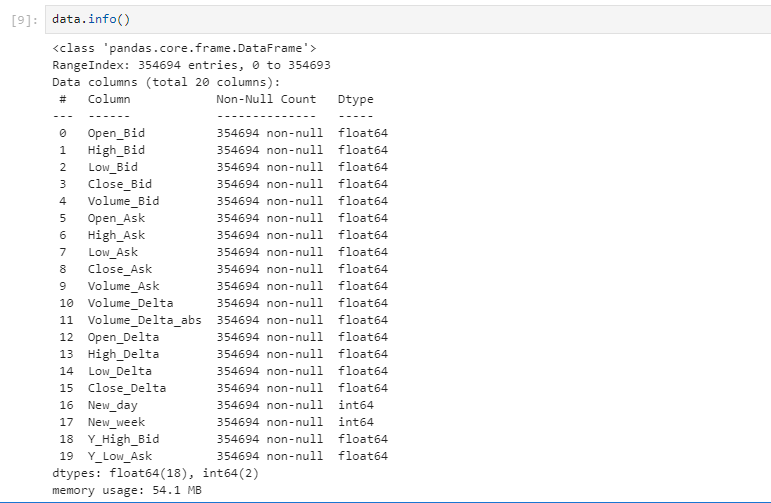 [9]: data.info()
<class 'pandas.core.frame.DataFrame'>
RangeIndex: 354694 entries, 0 to 354693
Data columns (total 20 columns):
 #   Column            Non-Null Count   Dtype
---  ------            --------------   -----
 0   Open_Bid          354694 non-null  float64
 1   High_Bid          354694 non-null  float64
 2   Low_Bid           354694 non-null  float64
 3   Close_Bid         354694 non-null  float64
 4   Volume_Bid        354694 non-null  float64
 5   Open_Ask          354694 non-null  float64
 6   High_Ask          354694 non-null  float64
 7   Low_Ask           354694 non-null  float64
 8   Close_Ask         354694 non-null  float64
 9   Volume_Ask        354694 non-null  float64
 10  Volume_Delta      354694 non-null  float64
 11  Volume_Delta_abs  354694 non-null  float64
 12  Open_Delta        354694 non-null  float64
 13  High_Delta        354694 non-null  float64
 14  Low_Delta         354694 non-null  float64
 15  Close_Delta       354694 non-null  float64
 16  New_day           354694 non-null  int64
 17  New_week          354694 non-null  int64
 18  Y_High_Bid        354694 non-null  float64
 19  Y_Low_Ask         354694 non-null  float64
dtypes: float64(18), int64(2)
memory usage: 54.1 MB